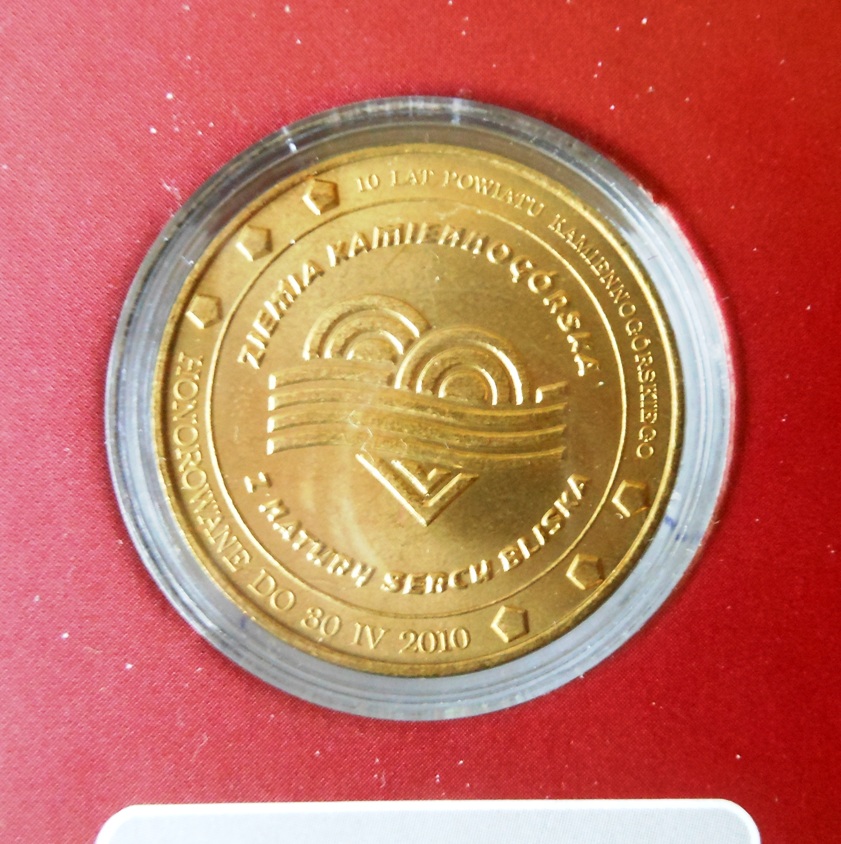 10 LAT POWIATU KAMIENNOGÓRSKIEGO
ZIEMIA KAMIENNOGÓRSKA
Z NATURY SERCU BLISKA
HONOROWANE DO 30 IV 2010